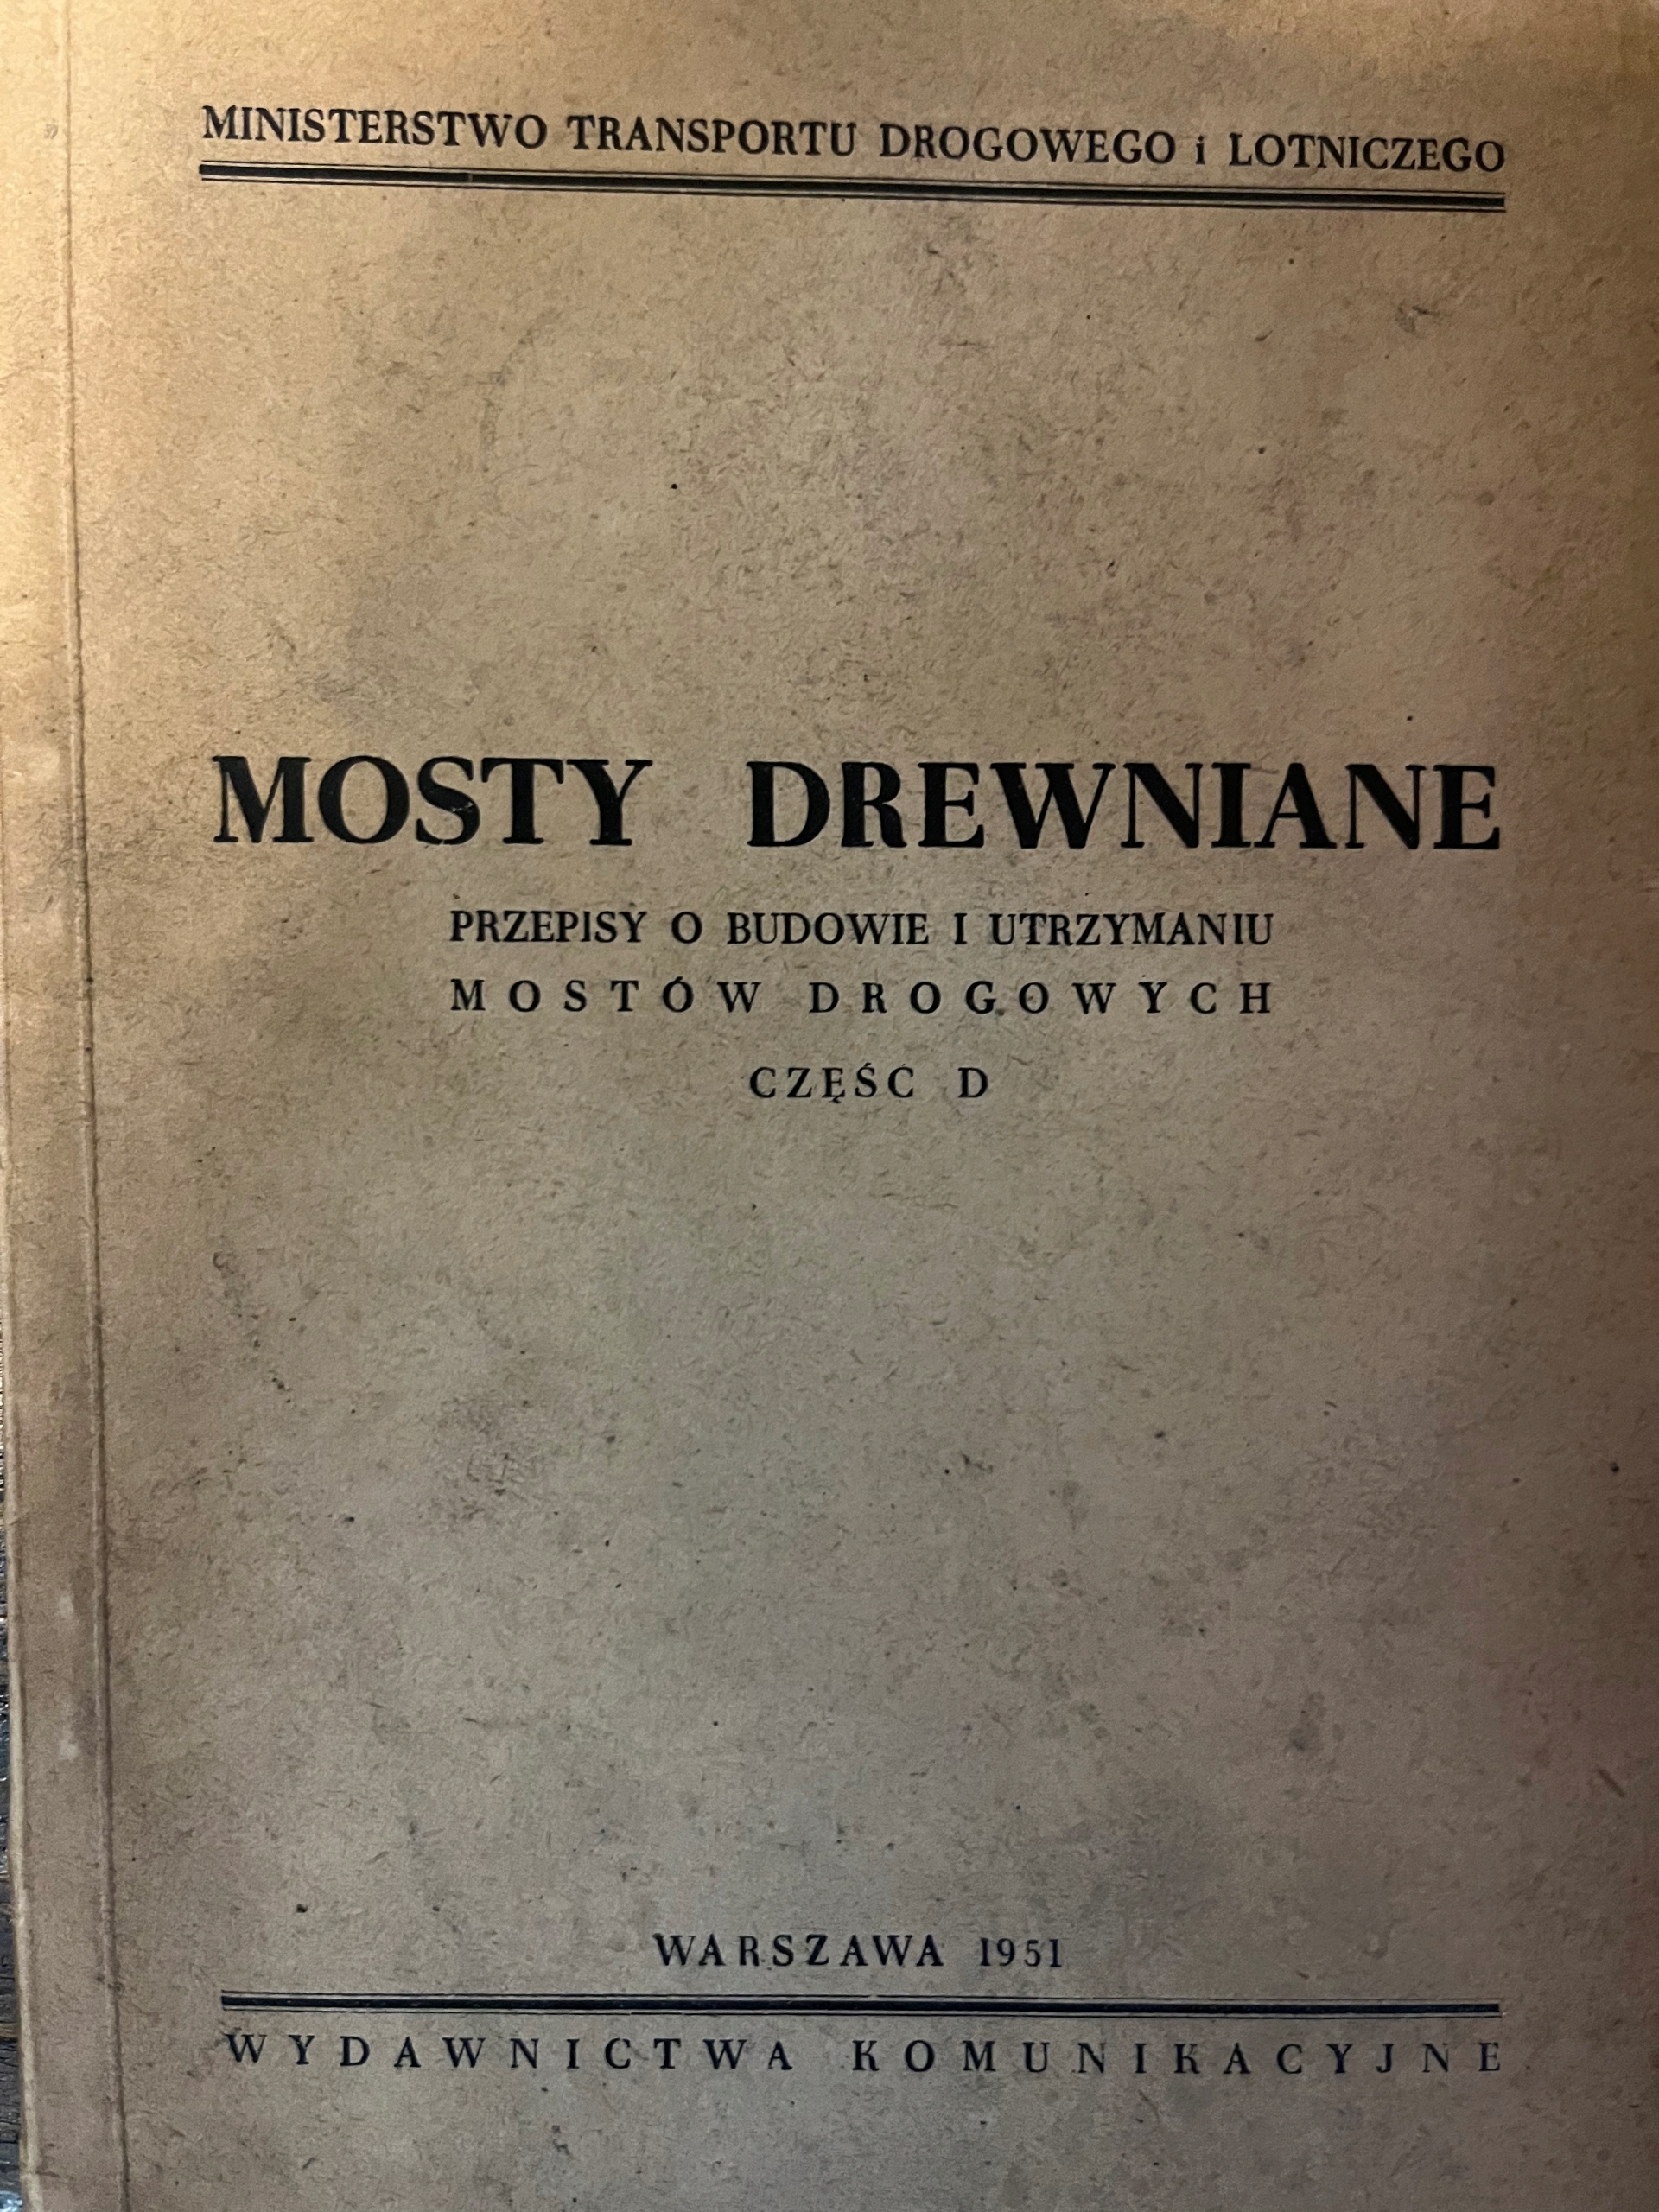 MINISTERSTWO TRANSPORTU DROGOWEGO i LOTNICZEGO
MOSTY DREWNIANE
PRZEPISY O BUDOWIE I UTRZYMANIU
MOSTÓW DROGOWYCH
CZĘŚC D
WARSZAWA 1951
WYDAWNICTWA KOMUNIKACYJNE